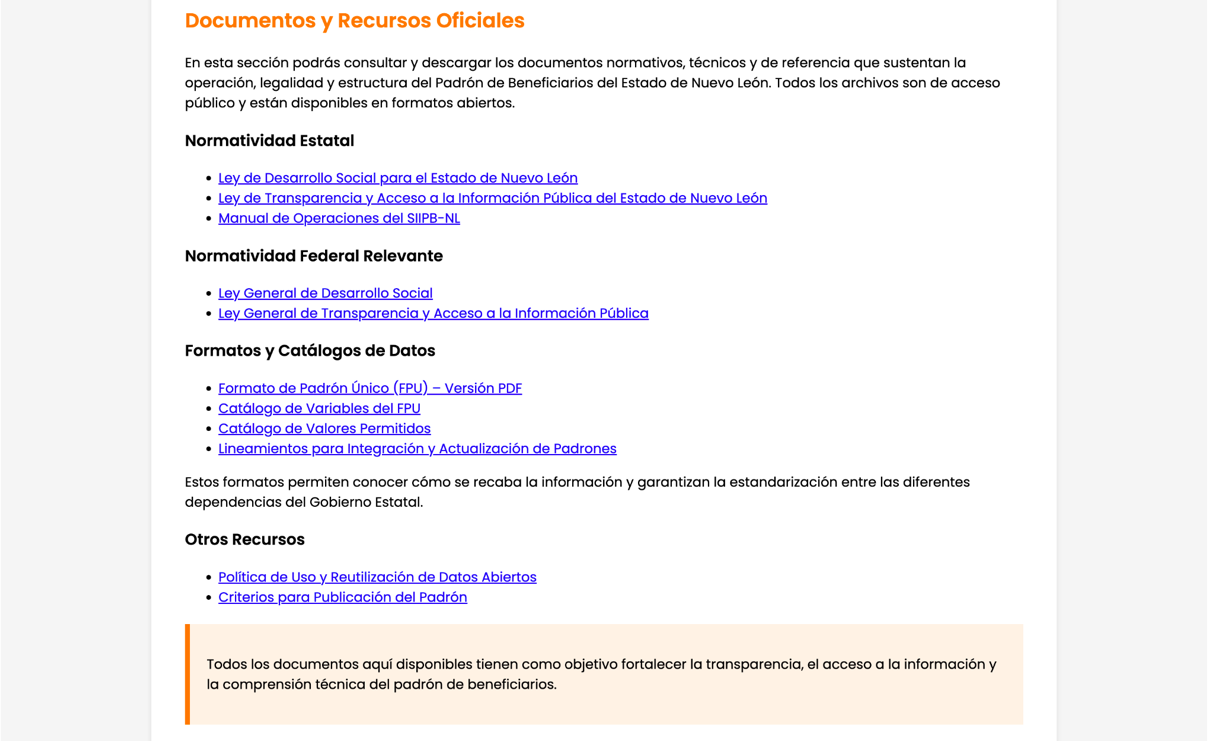 Documentos y Recursos Oficiales
En esta sección podrás consultar y descargar los documentos normativos, técnicos y de referencia que sustentan la
operación, legalidad y estructura del Padrón de Beneficiarios del Estado de Nuevo León. Todos los archivos son de acceso
público y están disponibles en formatos abiertos.
Normatividad Estatal
• Ley de Desarrollo Social para el Estado de Nuevo León
• Ley de Transparencia y Acceso a la Información Pública del Estado de Nuevo León
• Manual de Operaciones del SIIPB-NL
Normatividad Federal Relevante
• Ley General de Desarrollo Social
• Ley General de Transparencia y Acceso a la Información Pública
Formatos y Catálogos de Datos
• Formato de Padrón Único (FPU) – Versión PDF
• Catálogo de Variables del FPU
• Catálogo de Valores Permitidos
• Lineamientos para Integración y Actualización de Padrones
Estos formatos permiten conocer cómo se recaba la información y garantizan la estandarización entre las diferentes
dependencias del Gobierno Estatal.
Otros Recursos
• Política de Uso y Reutilización de Datos Abiertos
• Criterios para Publicación del Padrón
Todos los documentos aquí disponibles tienen como objetivo fortalecer la transparencia, el acceso a la información y
la comprensión técnica del padrón de beneficiarios.